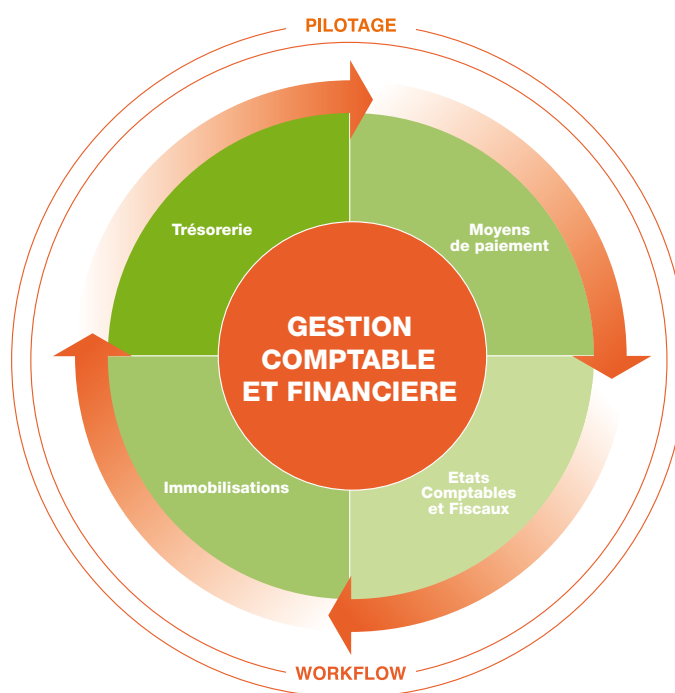 PILOTAGE
Trésorerie
Moyens
de paiement
GESTION
COMPTABLE
ET FINANCIERE
Immobilisations
Etats
Comptables
et Fiscaux
WORKFLOW